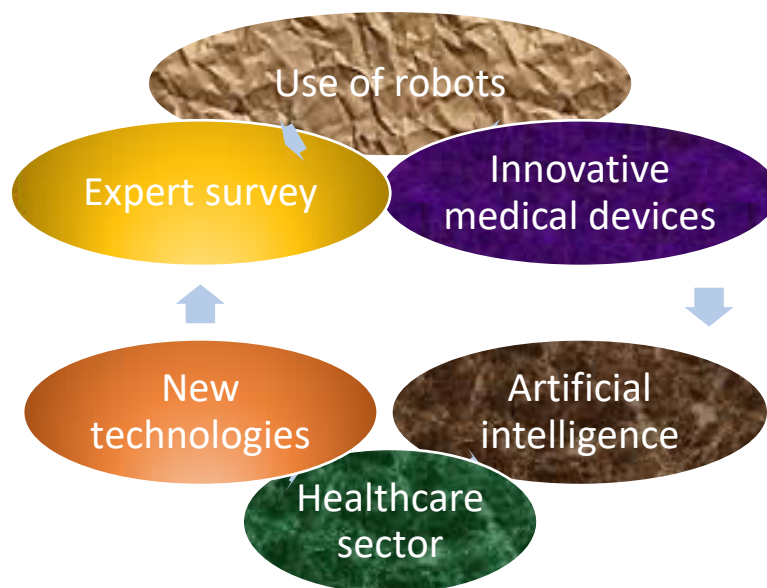 Use of robots
Expert survey
Innovative
medical devices
New
technologies
Artificial
intelligence
Healthcare
sector